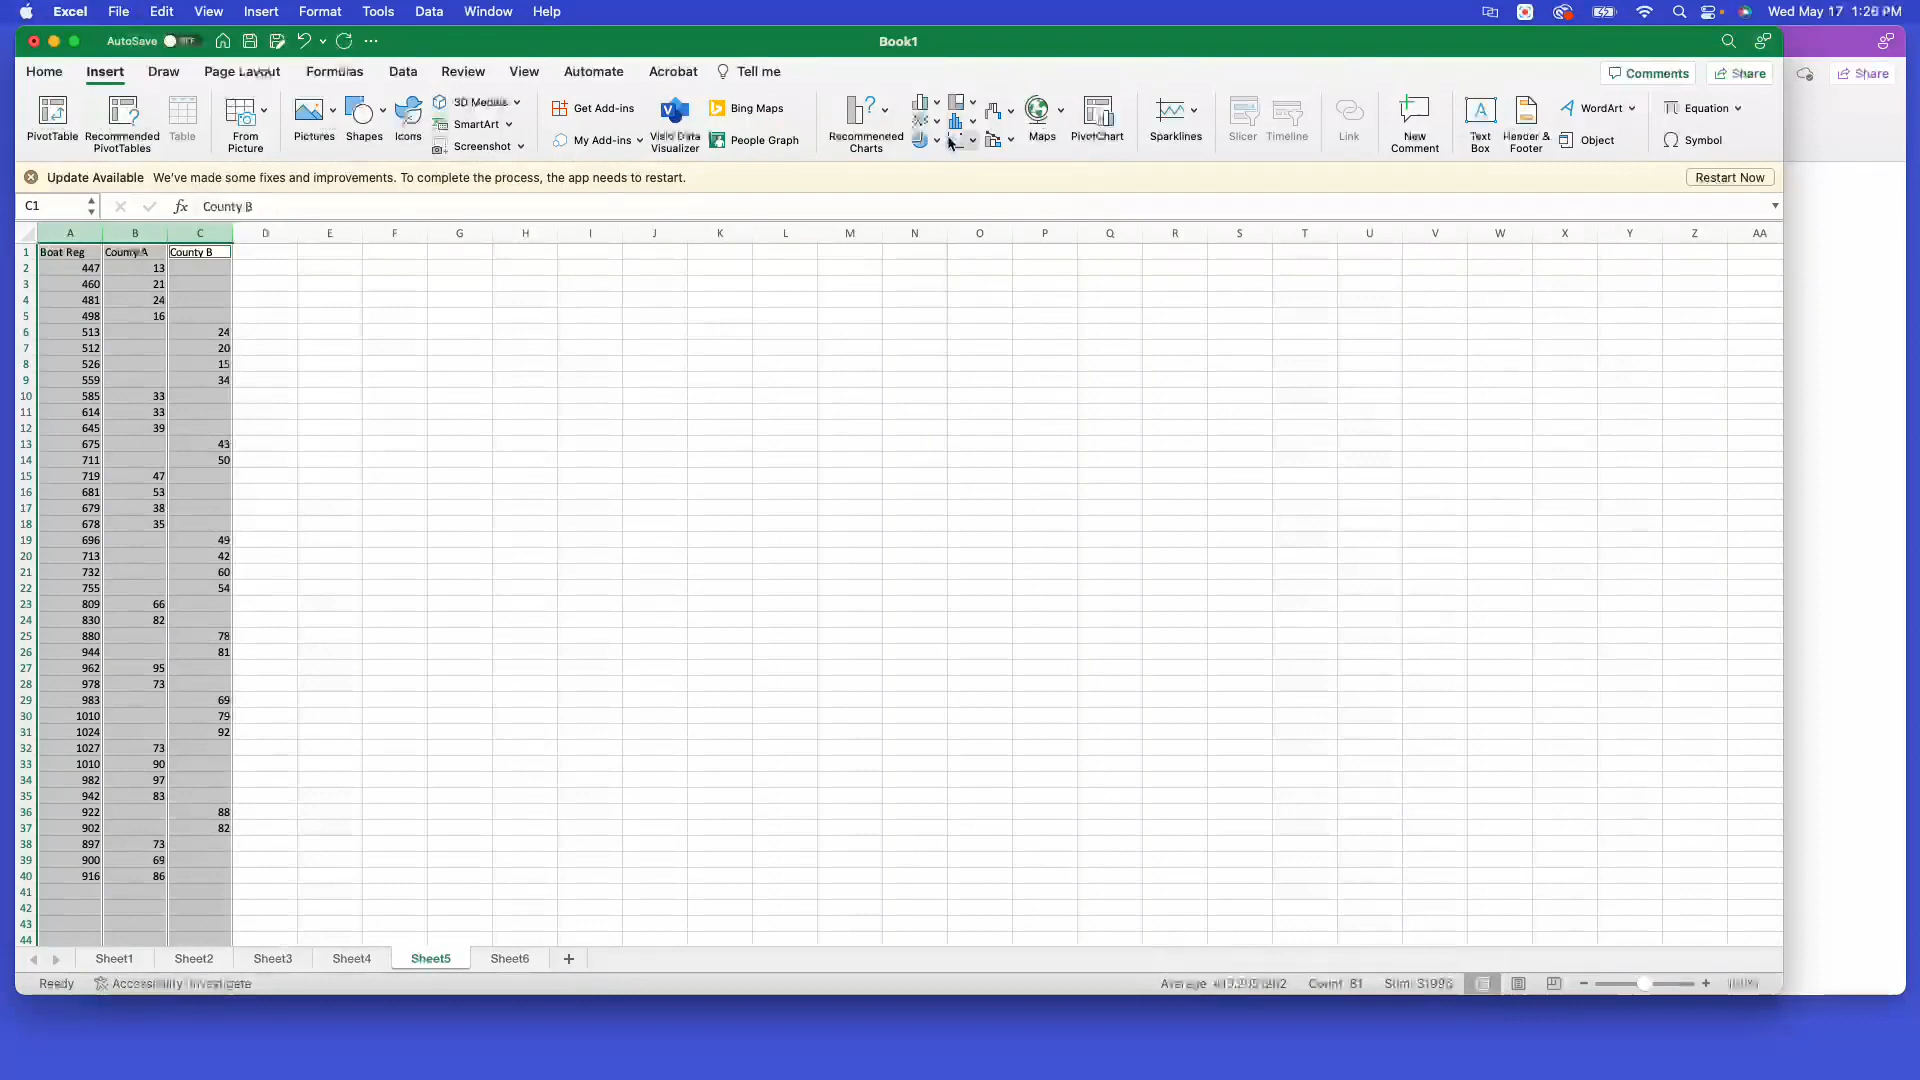 Excel File Edit View Insert Format Tools Data Window Help Wed May 17
AutoSave Book1
Home Insert Draw Page Layout Formulas Data Review View Automate Acrobat Tell me Comments Share Share
PivotTable Recommended PivotTables Table From Picture Pictures Shapes Icons SmartArt Screenshot Get Add-ins My Add-ins Visio Data Visualizer Bing Maps People Graph Recommended Charts Maps PivotChart Sparklines Slicer Timeline Link New Comment Text Box Header & Footer WordArt Object Equation Symbol
Update Available We've made some fixes and improvements. To complete the process, the app needs to restart. Restart Now
C1 fx County B
A B C D E F G H I J K L M N O P Q R S T U V W X Y Z AA
1 Boat Reg County A County B
2 447 13
3 460 21
4 481 24
5 498 16
6 513 24
7 512 20
8 526 15
9 559 34
10 585 33
11 614 33
12 645 39
13 675 43
14 711 50
15 719 47
16 681 53
17 679 38
18 678 35
19 696 49
20 713 42
21 732 60
22 755 54
23 809 66
24 830 82
25 880 78
26 944 81
27 962 95
28 978 73
29 983 69
30 1010 79
31 1024 92
32 1027 73
33 1010 90
34 982 97
35 942 83
36 922 88
37 902 82
38 897 73
39 900 69
40 916 86
41
42
43
44
Sheet1 Sheet2 Sheet3 Sheet4 Sheet5 Sheet6
Ready Accessibility: Investigate Average: Count: 81 Sum: